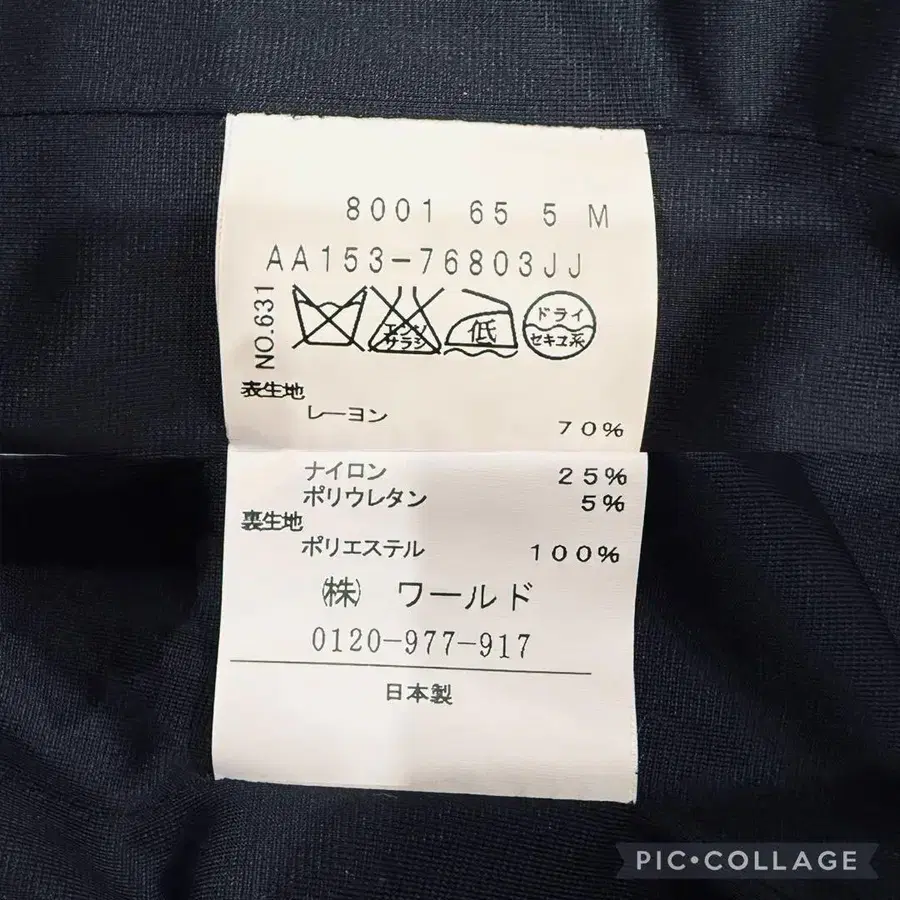 8001 65 5 M
AA153-76803JJ
NO.631
エンソ
サラシ
低
ドライ
セキユ系
表生地
レーヨン 70%
ナイロン 25%
ポリウレタン 5%
裏生地
ポリエステル 100%
㈱ ワールド
0120-977-917
日本製
PIC•COLLAGE